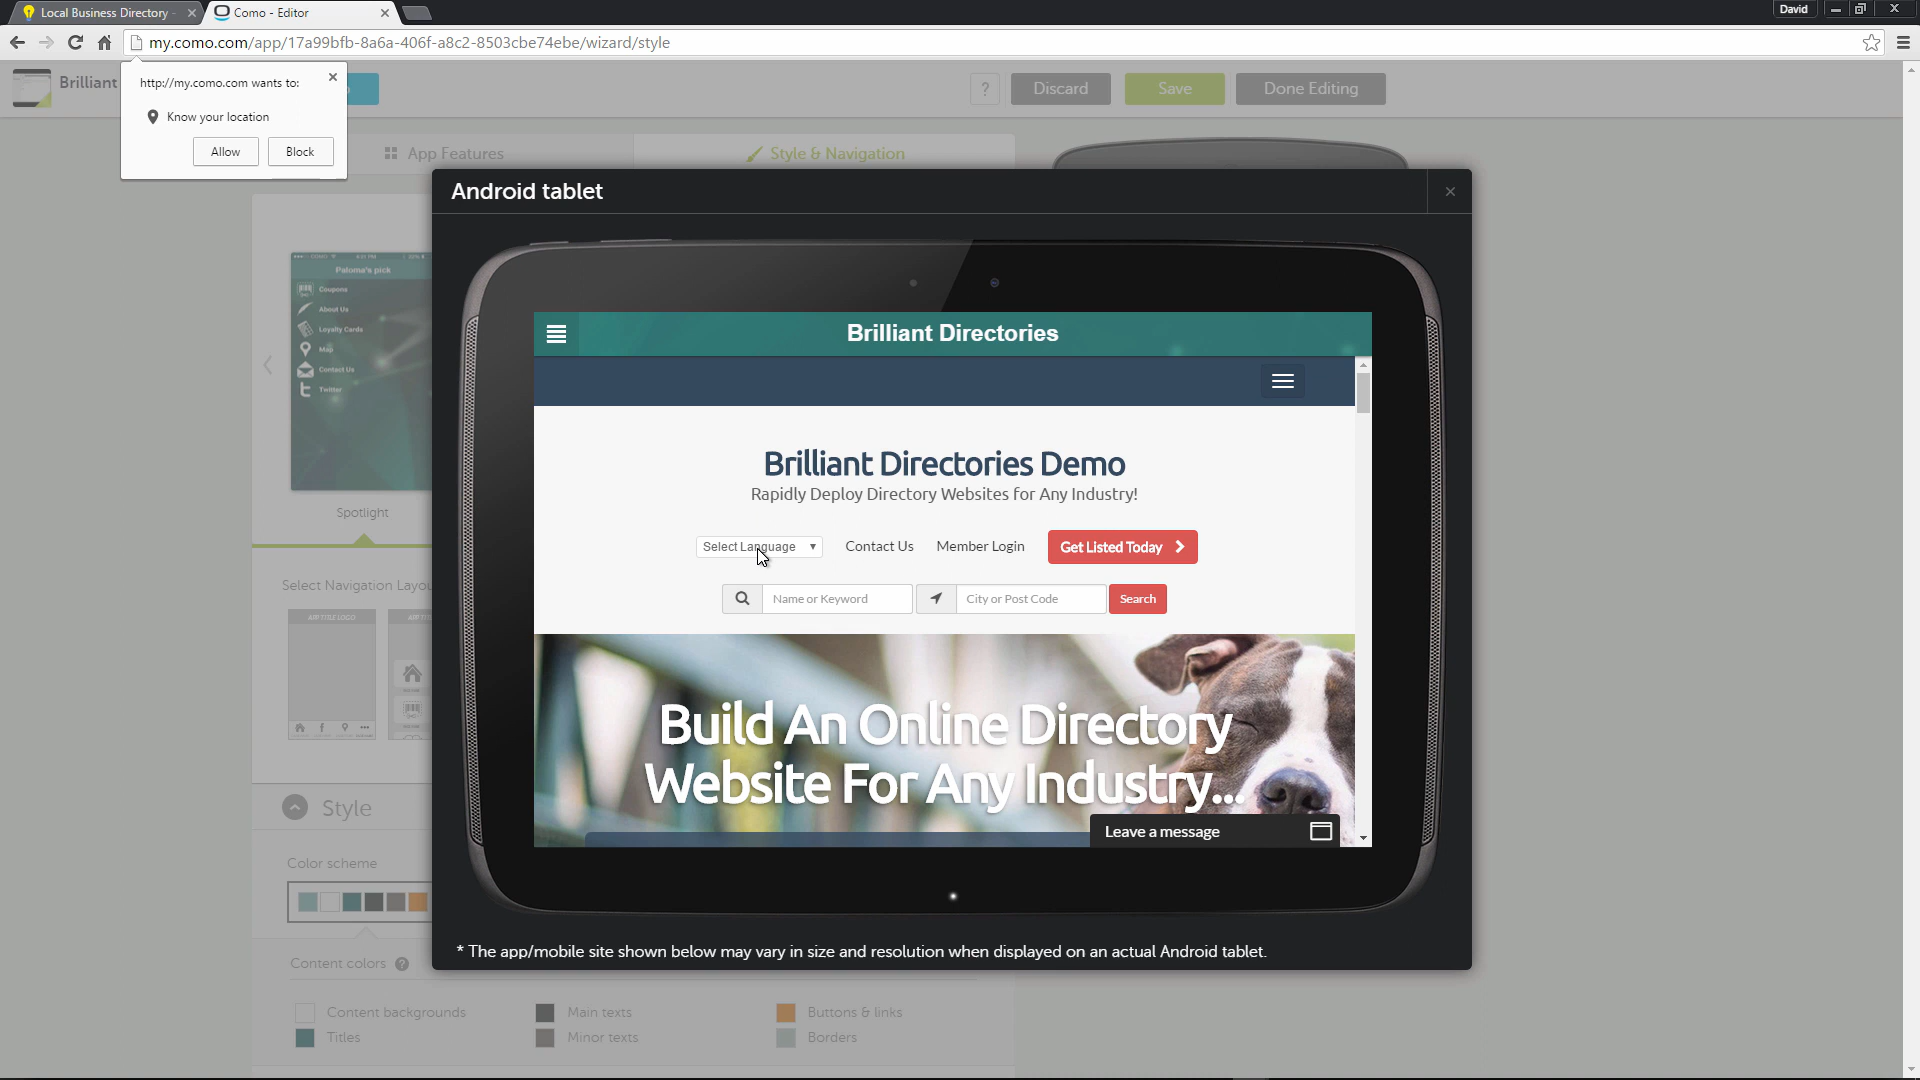 Local Business Directory -
Como - Editor
David
my.como.com/app/17a99bfb-8a6a-406f-a8c2-8503cbe74ebe/wizard/style
Brilliant
?
Discard
Save
Done Editing
http://my.como.com wants to:
Know your location
Allow
Block
App Features
Style & Navigation
Android tablet
Paloma's pick
Coupons
About Us
Loyalty Cards
Map
Contact Us
Twitter
Spotlight
Select Navigation Layou
APP TITLE LOGO
APP TIT
Style
Color scheme
Content colors ?
Content backgrounds
Main texts
Buttons & links
Titles
Minor texts
Borders
Brilliant Directories
Brilliant Directories Demo
Rapidly Deploy Directory Websites for Any Industry!
Select Language
Contact Us
Member Login
Get Listed Today
Name or Keyword
City or Post Code
Search
Build An Online Directory
Website For Any Industry...
Leave a message
* The app/mobile site shown below may vary in size and resolution when displayed on an actual Android tablet.